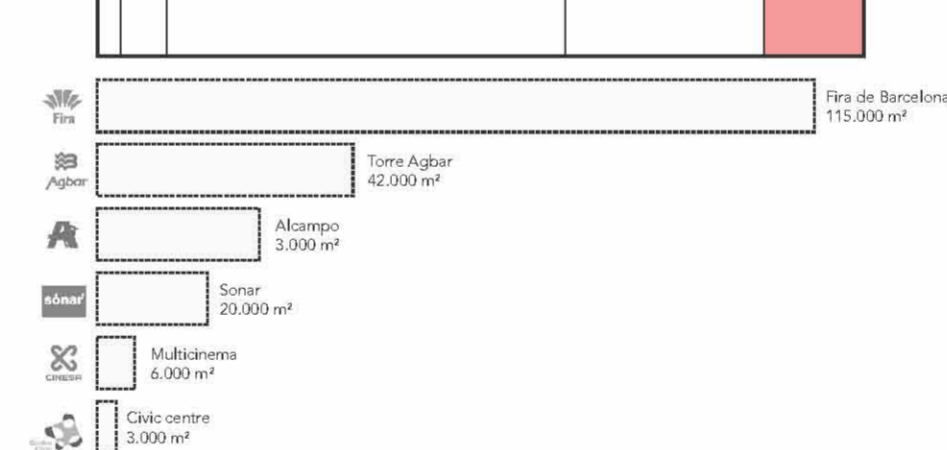 Fira
Fira de Barcelona
115.000 m²
Agbar
Torre Agbar
42.000 m²
Alcampo
3.000 m²
sónar
Sonar
20.000 m²
CINESA
Multicinema
6.000 m²
Civic centre
3.000 m²